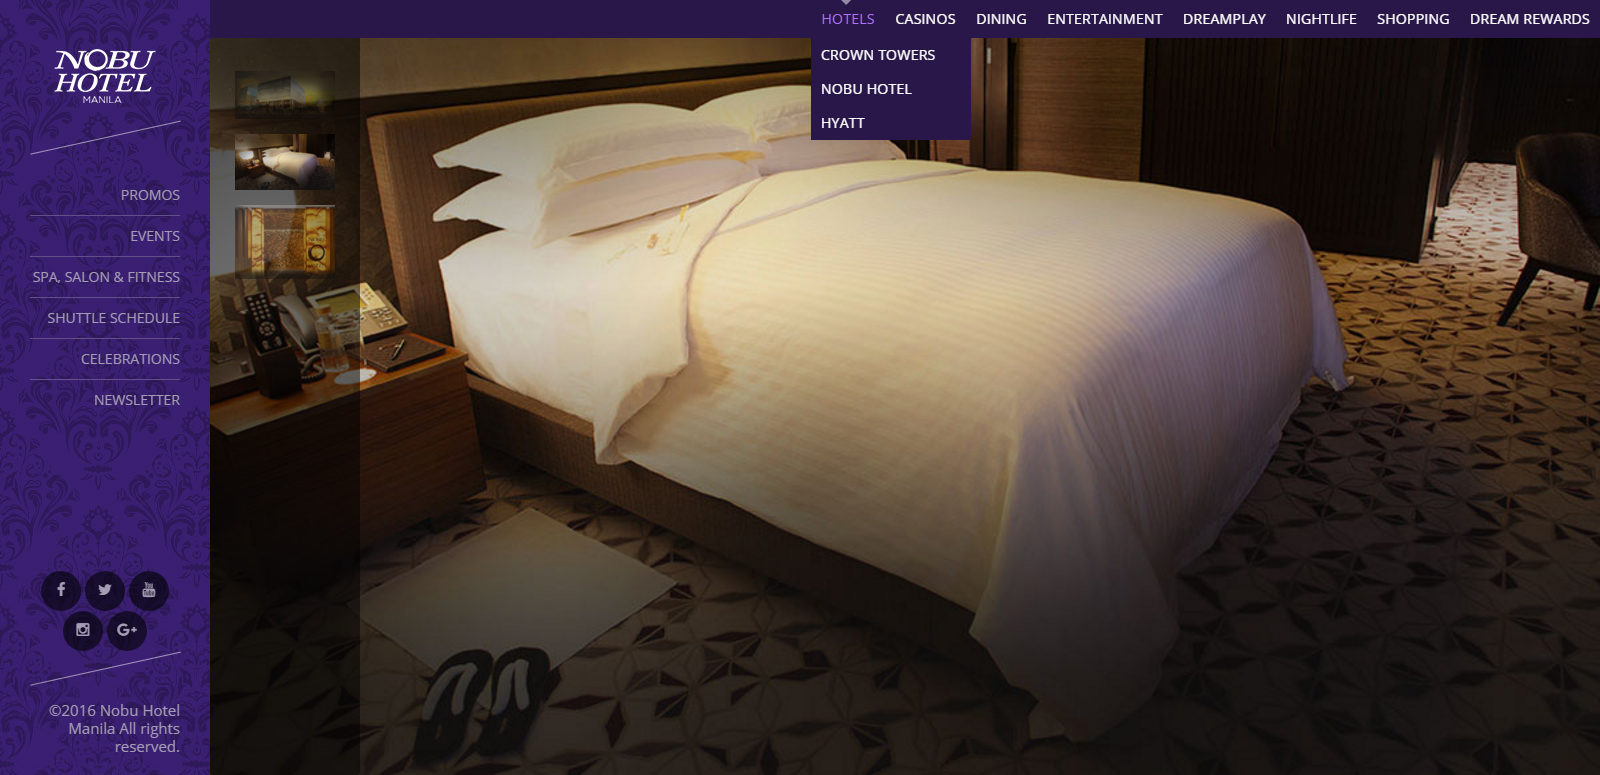 NOBU
HOTEL
MANILA
PROMOS
EVENTS
SPA, SALON & FITNESS
SHUTTLE SCHEDULE
CELEBRATIONS
NEWSLETTER
©2016 Nobu Hotel
Manila All rights
reserved.
HOTELS CASINOS DINING ENTERTAINMENT DREAMPLAY NIGHTLIFE SHOPPING DREAM REWARDS
CROWN TOWERS
NOBU HOTEL
HYATT